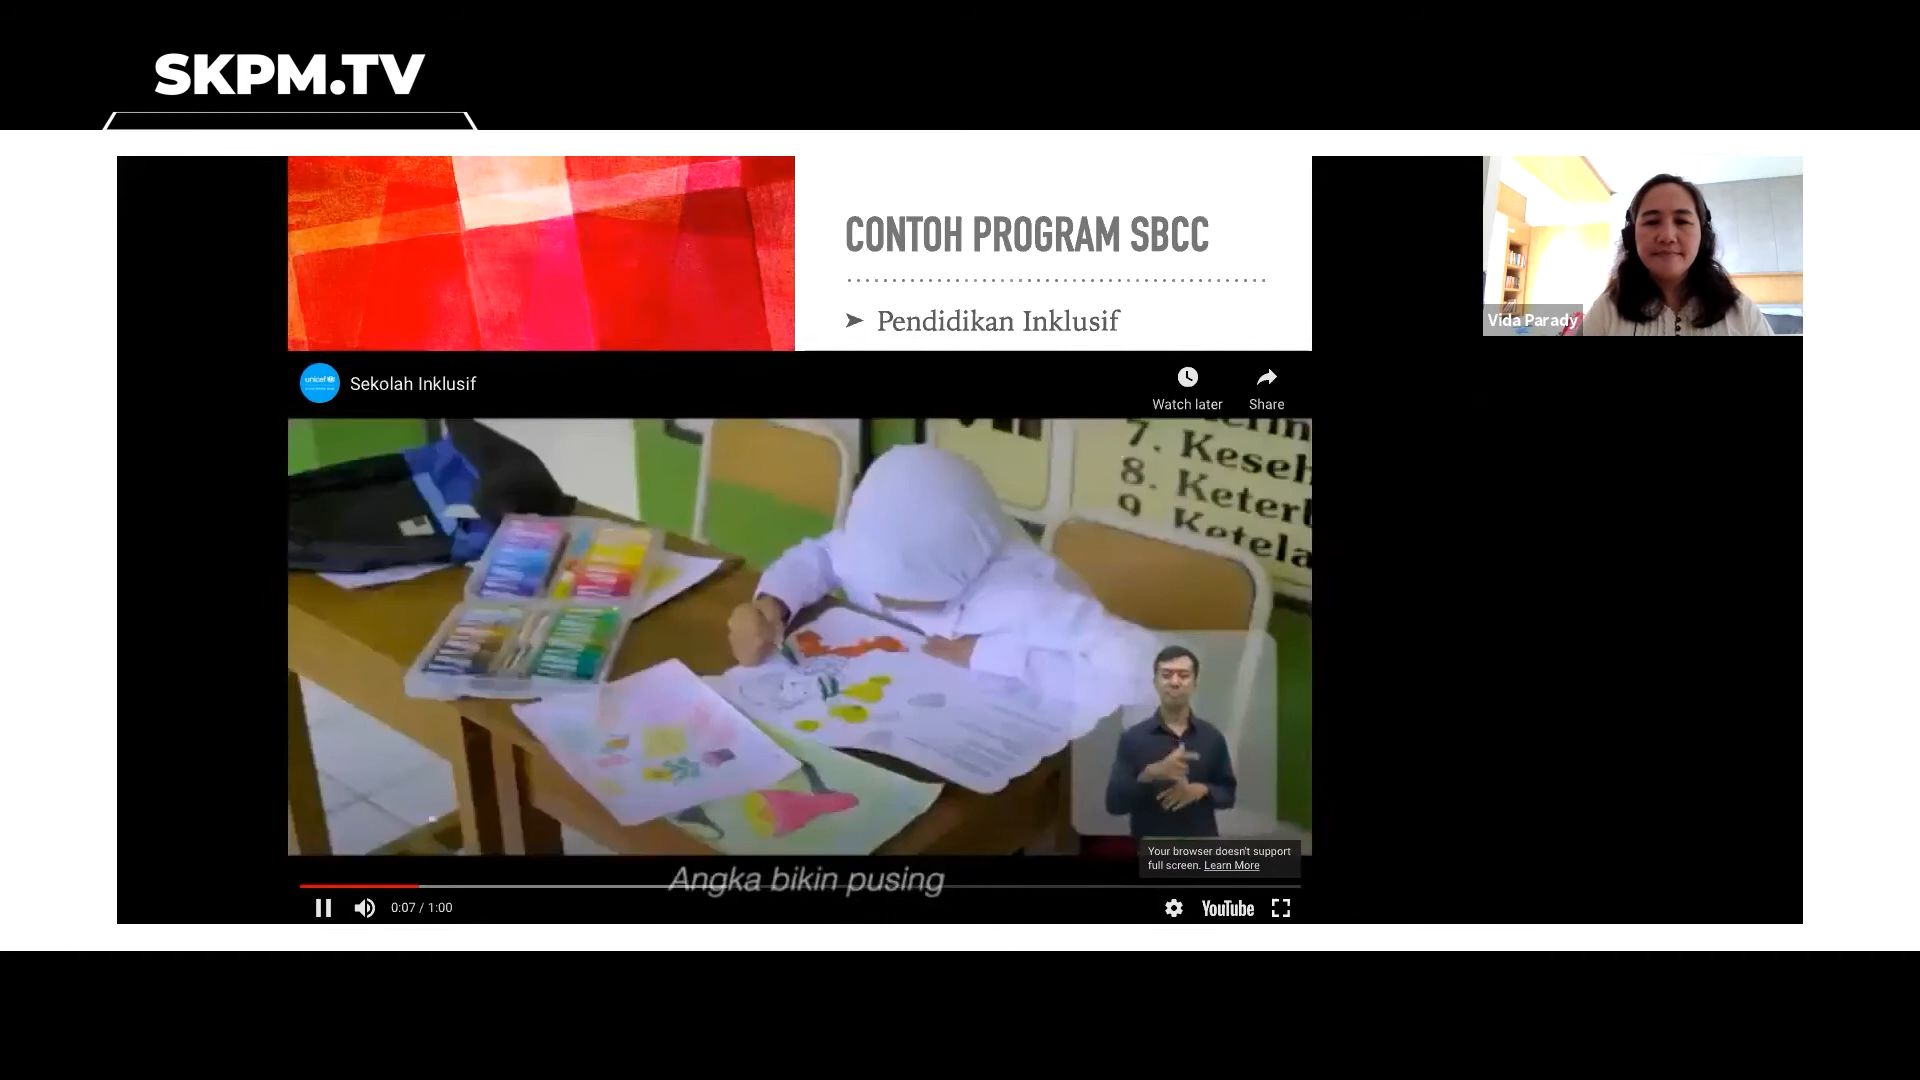 SKPM.TV
CONTOH PROGRAM SBCC
➤ Pendidikan Inklusif
Vida Parady
unicef
Sekolah Inklusif
Watch later
Share
7. Keseh
8. Keterl
9. Ketela
Your browser doesn't support
full screen. Learn More
Angka bikin pusing
0:07 / 1:00
YouTube